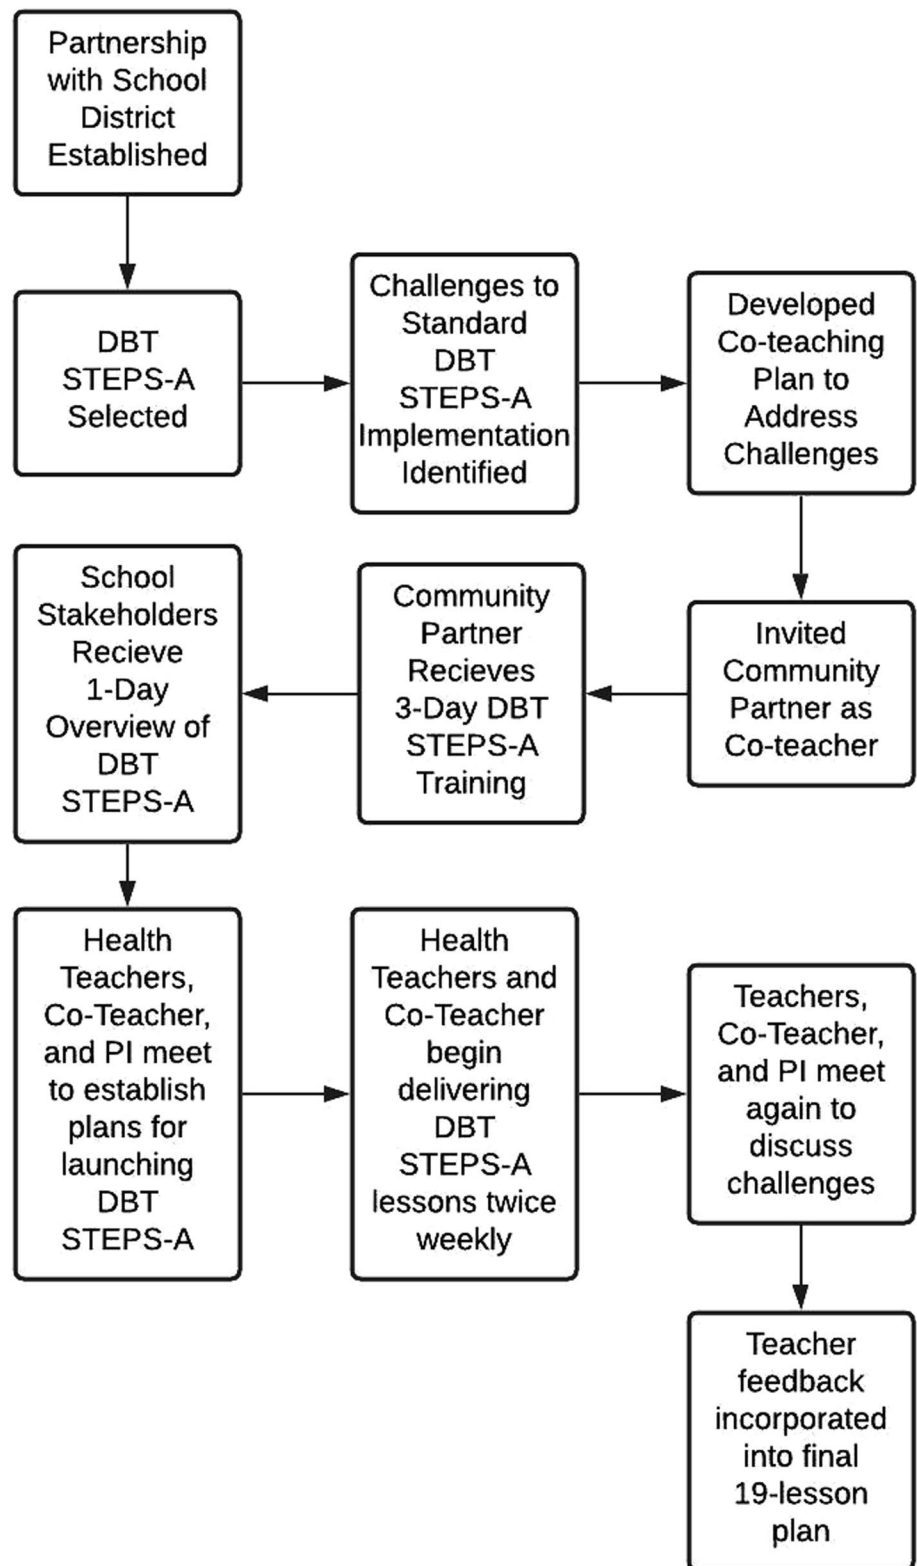 Partnership
with School
District
Established
DBT
STEPS-A
Selected
Challenges to
Standard
DBT
STEPS-A
Implementation
Identified
Developed
Co-teaching
Plan to
Address
Challenges
Invited
Community
Partner as
Co-teacher
Community
Partner
Recieves
3-Day DBT
STEPS-A
Training
School
Stakeholders
Recieve
1-Day
Overview of
DBT
STEPS-A
Health
Teachers,
Co-Teacher,
and PI meet
to establish
plans for
launching
DBT
STEPS-A
Health
Teachers and
Co-Teacher
begin
delivering
DBT
STEPS-A
lessons twice
weekly
Teachers,
Co-Teacher,
and PI meet
again to
discuss
challenges
Teacher
feedback
incorporated
into final
19-lesson
plan